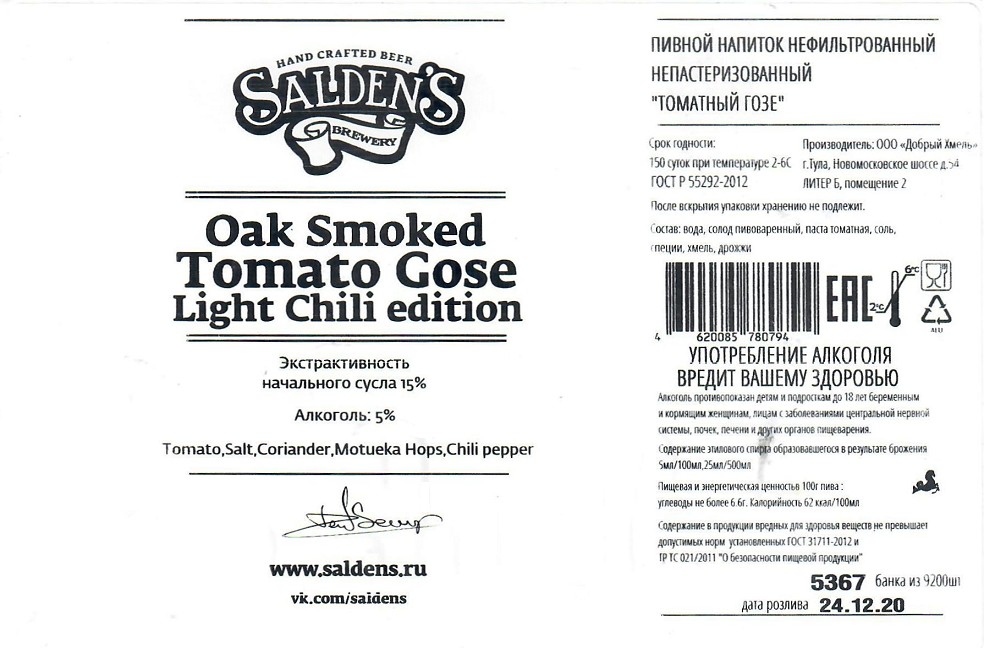 HAND CRAFTED BEER
SALDEN'S
BREWERY
Oak Smoked
Tomato Gose
Light Chili edition
Экстрактивность
начального сусла 15%
Алкоголь: 5%
Tomato,Salt,Coriander,Motueka Hops,Chili pepper
www.saldens.ru
vk.com/saldens
ПИВНОЙ НАПИТОК НЕФИЛЬТРОВАННЫЙ
НЕПАСТЕРИЗОВАННЫЙ
"ТОМАТНЫЙ ГОЗЕ"
Срок годности:
150 суток при температуре 2-6С
ГОСТ Р 55292-2012
Производитель: ООО «Добрый Хмель»
г.Тула, Новомосковское шоссе д.54
ЛИТЕР Б, помещение 2
После вскрытия упаковки хранению не подлежит.
Состав: вода, солод пивоваренный, паста томатная, соль,
специи, хмель, дрожжи
4 620085 780794
EAC
6°C
2°C
ALU
УПОТРЕБЛЕНИЕ АЛКОГОЛЯ
ВРЕДИТ ВАШЕМУ ЗДОРОВЬЮ
Алкоголь противопоказан детям и подросткам до 18 лет беременным
и кормящим женщинам, лицам с заболеваниями центральной нервной
системы, почек, печени и других органов пищеварения.
Содержание этилового спирта образовавшегося в результате брожения
5мл/100мл,25мл/500мл
Пищевая и энергетическая ценностьв 100г пива :
углеводы не более 6.6г. Калорийность 62 ккал/100мл
Содержание в продукции вредных для здоровья веществ не превышает
допустимых норм установленных ГОСТ 31711-2012 и
ТР ТС 021/2011 "О безопасности пищевой продукции"
5367 банка из 9200шт
дата розлива 24.12.20